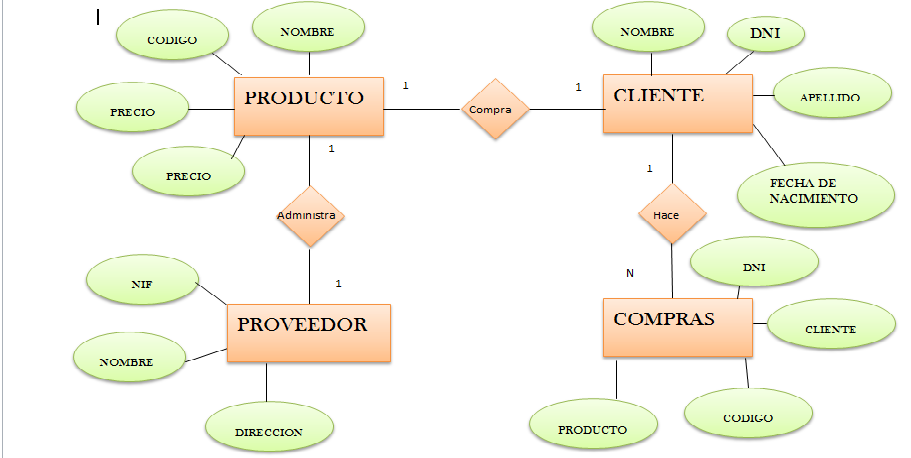 CODIGO
NOMBRE
NOMBRE
DNI
PRODUCTO
1
Compra
1
CLIENTE
APELLIDO
PRECIO
PRECIO
1
1
FECHA DE
NACIMIENTO
Administra
Hace
NIF
1
N
DNI
PROVEEDOR
COMPRAS
CLIENTE
NOMBRE
DIRECCION
PRODUCTO
CODIGO